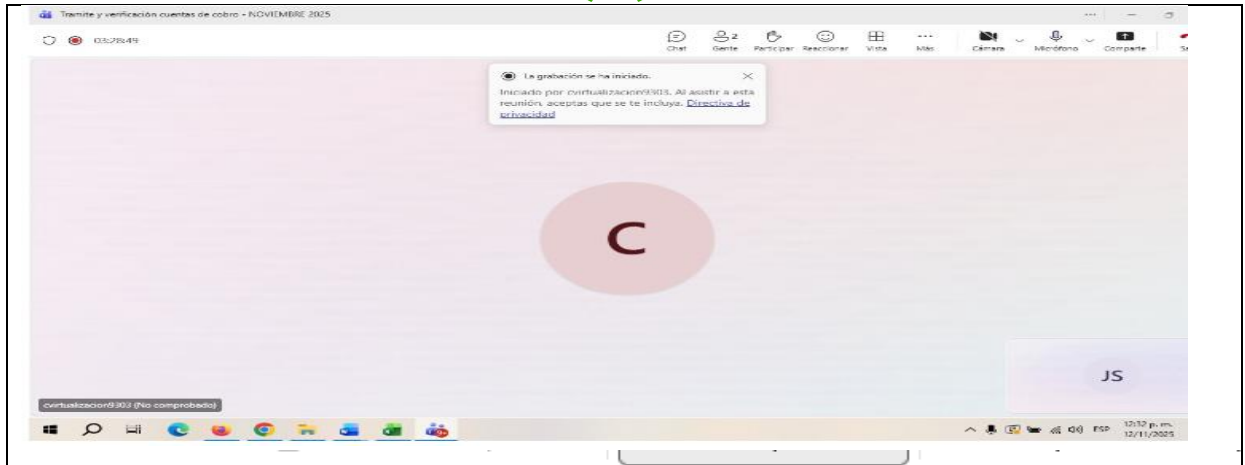 Tramite y verificación cuentas de cobro - NOVIEMBRE 2025
03:28:49
Chat
Gente 2
Participar
Reaccionar
Vista
Más
Cámara
Micrófono
Comparte
La grabación se ha iniciado.
Iniciado por cvirtualizacion9303. Al asistir a esta
reunión, aceptas que se te incluya. Directiva de
privacidad
C
JS
cvirtualizacion9303 (No comprobado)
ESP
12:32 p. m.
12/11/2025